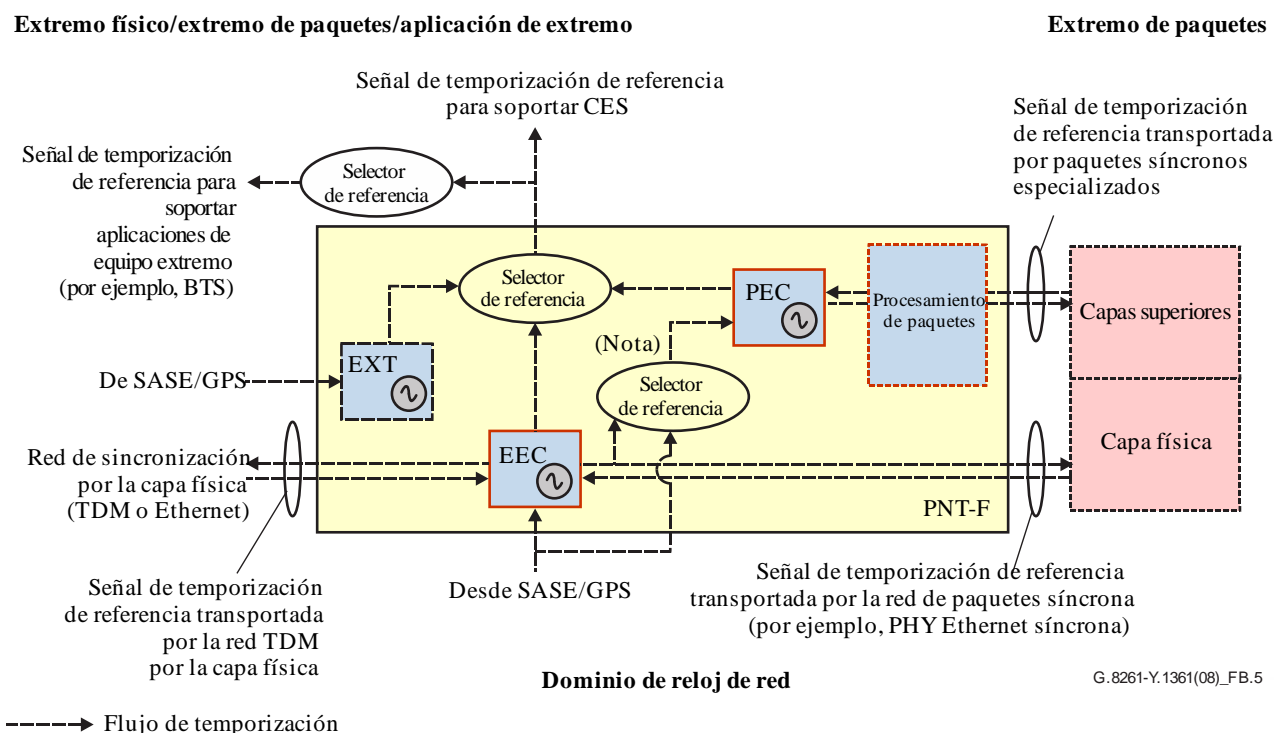 Extremo físico/extremo de paquetes/aplicación de extremo
Extremo de paquetes
Señal de temporización de referencia
para soportar CES
Señal de temporización
de referencia transportada
por paquetes síncronos
especializados
Señal de temporización
de referencia para
soportar
aplicaciones de
equipo extremo
(por ejemplo, BTS)
Selector
de referencia
Selector
de referencia
PEC
Procesamiento
de paquetes
Capas superiores
(Nota)
EXT
De SASE/GPS
Selector
de referencia
Red de sincronización
por la capa física
(TDM o Ethernet)
EEC
Capa física
PNT-F
Señal de temporización
de referencia transportada
por la red TDM
por la capa física
Desde SASE/GPS
Señal de temporización de referencia
transportada por la red de paquetes síncrona
(por ejemplo, PHY Ethernet síncrona)
Dominio de reloj de red
G.8261-Y.1361(08)_FB.5
Flujo de temporización